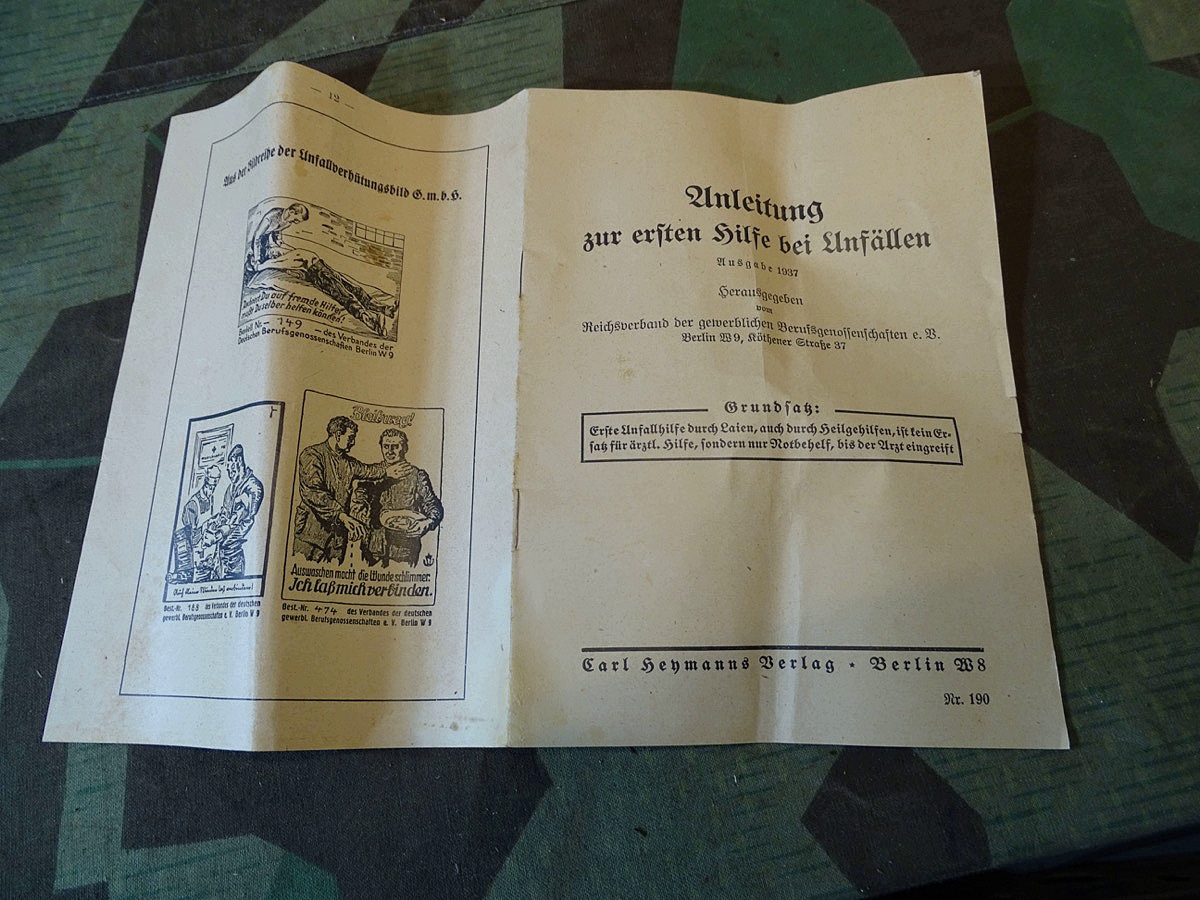 — 12 —
Aus der Bildreihe der Unfallverhütungsbild G.m.b.H.
Du auf fremde Hilfe,
mußt Du selber helfen können!
Bestell Nr. 149 – des Verbandes der
Deutschen Berufsgenossenschaften Berlin W9
Best.-Nr. 188 des Verbandes der deutschen
gewerbl. Berufsgenossenschaften e. V. Berlin W 9
Bleib weg!
Auswaschen macht die Wunde schlimmer.
Ich laß mich verbinden.
Best.-Nr. 474 des Verbandes der deutschen
gewerbl. Berufsgenossenschaften e. V. Berlin W 9
Anleitung
zur ersten Hilfe bei Unfällen
Ausgabe 1937
Herausgegeben
vom
Reichsverband der gewerblichen Berufsgenossenschaften e. V.
Berlin W9, Köthener Straße 37
Grundsatz:
Erste Unfallhilfe durch Laien, auch durch Heilgehilfen, ist kein Er-
satz für ärztl. Hilfe, sondern nur Notbehelf, bis der Arzt eingreift
Carl Heymanns Verlag * Berlin W8
Nr. 190